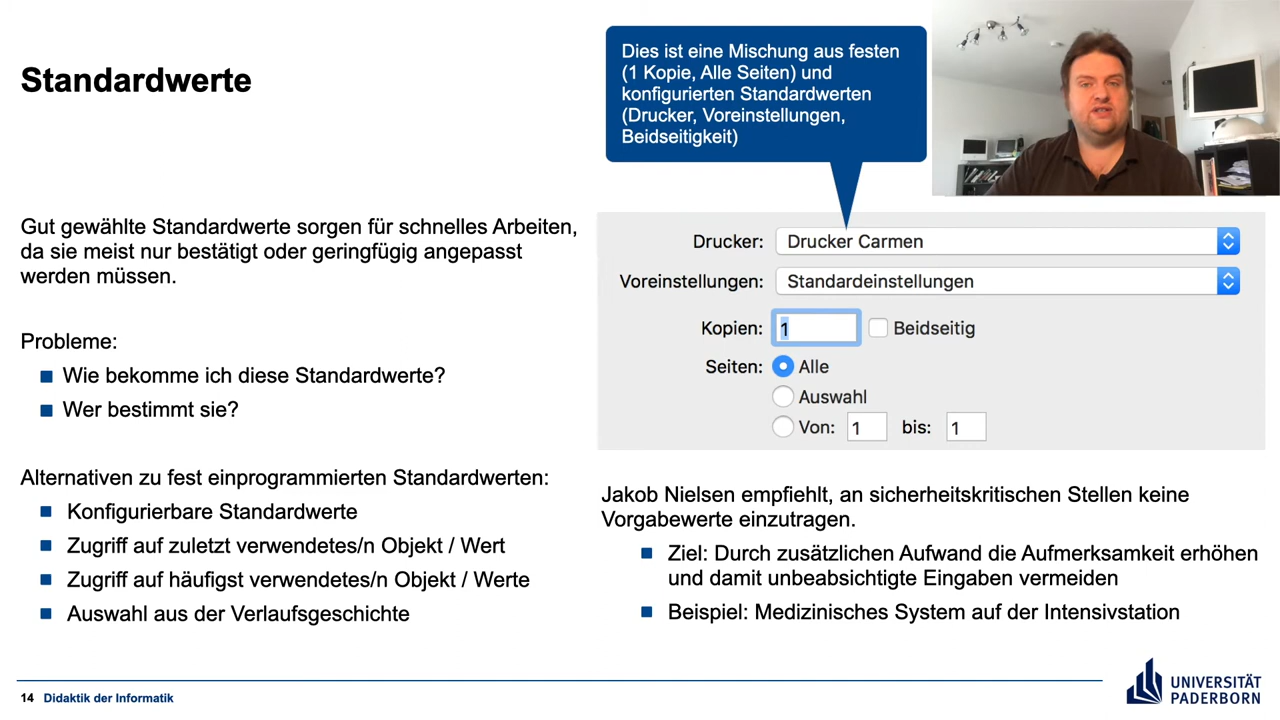 Standardwerte
Dies ist eine Mischung aus festen
(1 Kopie, Alle Seiten) und
konfigurierten Standardwerten
(Drucker, Voreinstellungen,
Beidseitigkeit)
Gut gewählte Standardwerte sorgen für schnelles Arbeiten,
da sie meist nur bestätigt oder geringfügig angepasst
werden müssen.
Probleme:
Wie bekomme ich diese Standardwerte?
Wer bestimmt sie?
Alternativen zu fest einprogrammierten Standardwerten:
Konfigurierbare Standardwerte
Zugriff auf zuletzt verwendetes/n Objekt / Wert
Zugriff auf häufigst verwendetes/n Objekt / Werte
Auswahl aus der Verlaufsgeschichte
Drucker: Drucker Carmen
Voreinstellungen: Standardeinstellungen
Kopien: 1 Beidseitig
Seiten: Alle
Auswahl
Von: 1 bis: 1
Jakob Nielsen empfiehlt, an sicherheitskritischen Stellen keine
Vorgabewerte einzutragen.
Ziel: Durch zusätzlichen Aufwand die Aufmerksamkeit erhöhen
und damit unbeabsichtigte Eingaben vermeiden
Beispiel: Medizinisches System auf der Intensivstation
14 Didaktik der Informatik
UNIVERSITÄT
PADERBORN